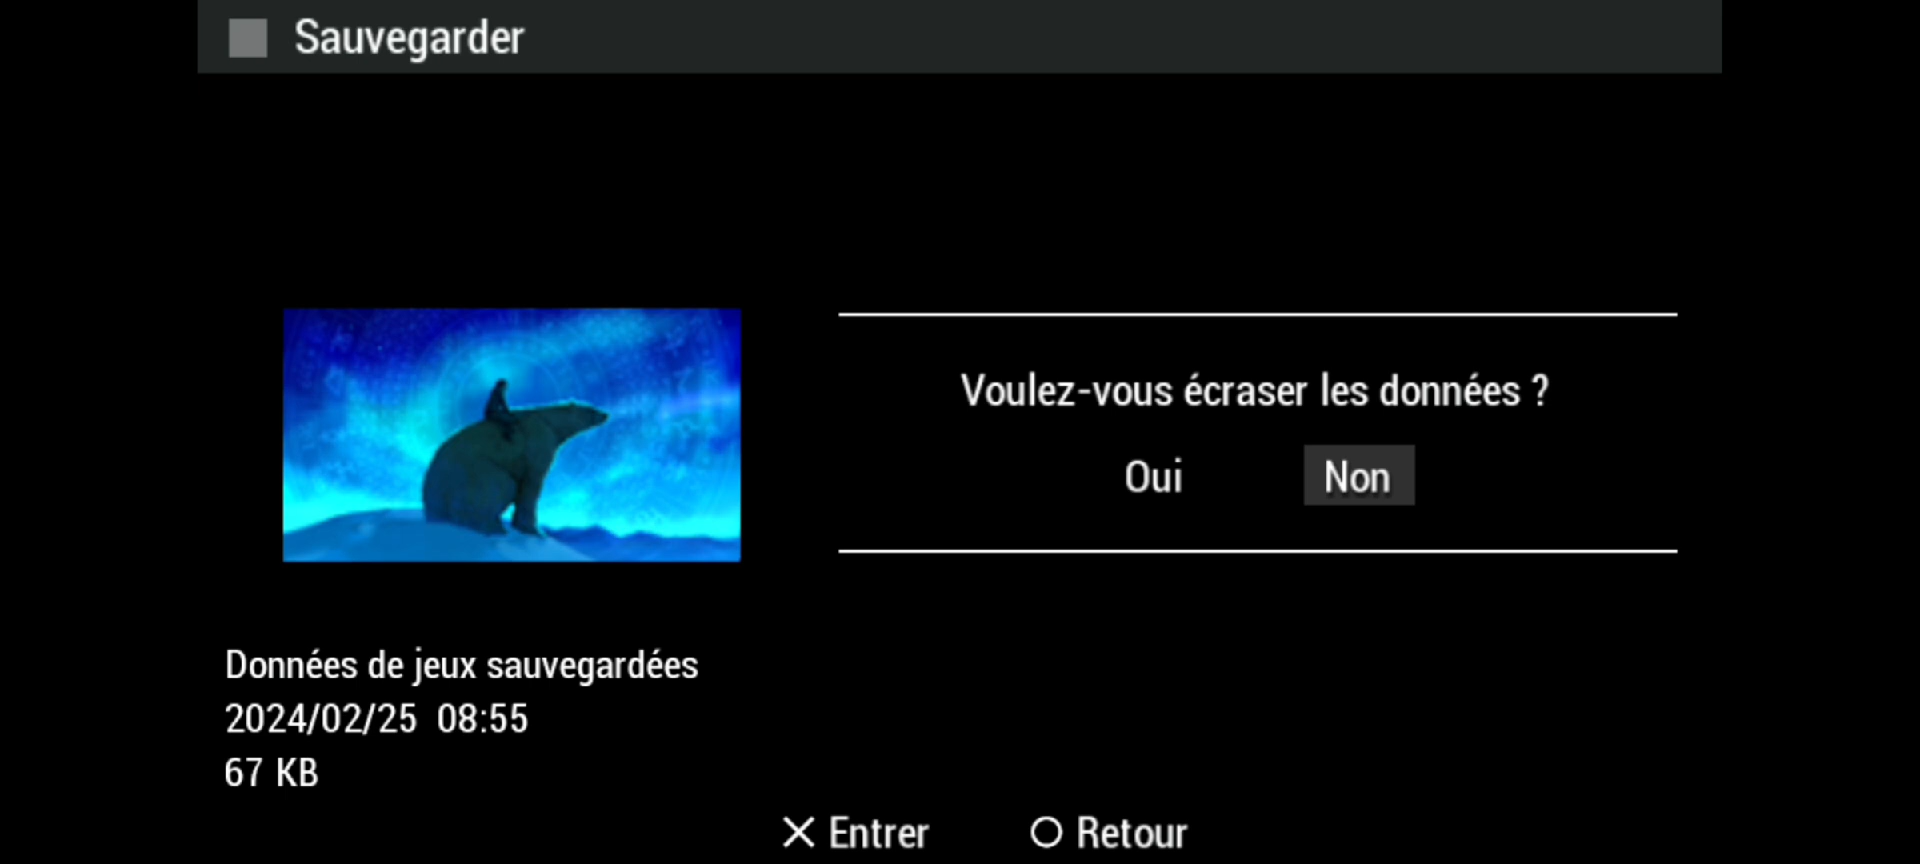 Sauvegarder
Voulez-vous écraser les données ?
Oui Non
Données de jeux sauvegardées
2024/02/25 08:55
67 KB
Entrer Retour